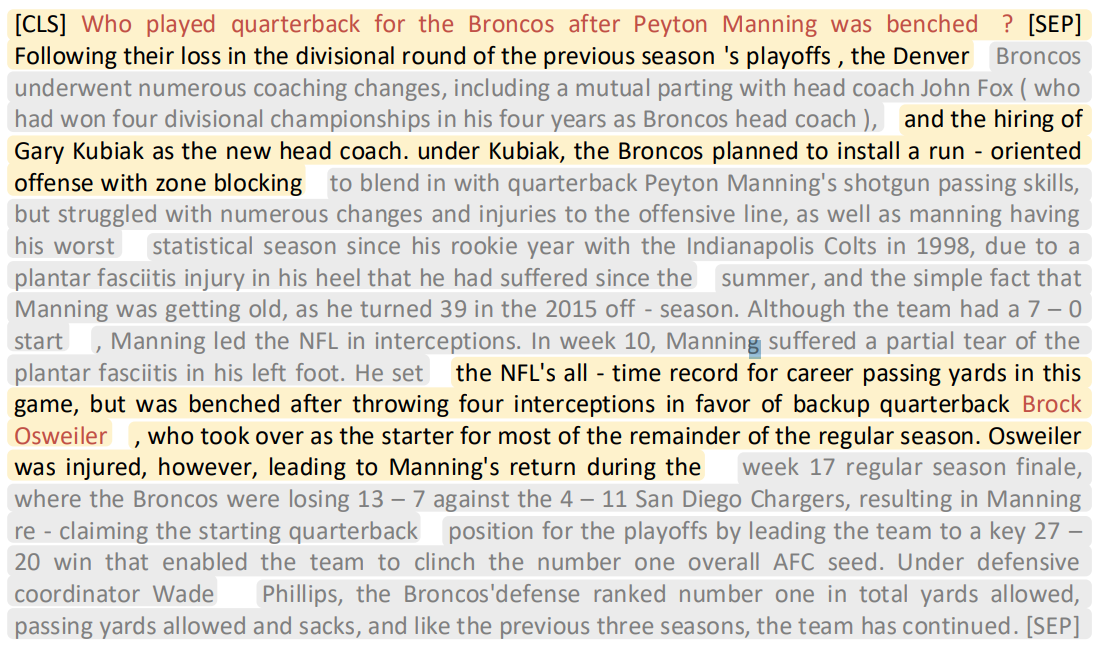 [CLS] Who played quarterback for the Broncos after Peyton Manning was benched ? [SEP]
Following their loss in the divisional round of the previous season 's playoffs , the Denver Broncos
underwent numerous coaching changes, including a mutual parting with head coach John Fox ( who
had won four divisional championships in his four years as Broncos head coach ), and the hiring of
Gary Kubiak as the new head coach. under Kubiak, the Broncos planned to install a run - oriented
offense with zone blocking to blend in with quarterback Peyton Manning's shotgun passing skills,
but struggled with numerous changes and injuries to the offensive line, as well as manning having
his worst statistical season since his rookie year with the Indianapolis Colts in 1998, due to a
plantar fasciitis injury in his heel that he had suffered since the summer, and the simple fact that
Manning was getting old, as he turned 39 in the 2015 off - season. Although the team had a 7 – 0
start , Manning led the NFL in interceptions. In week 10, Manning suffered a partial tear of the
plantar fasciitis in his left foot. He set the NFL's all - time record for career passing yards in this
game, but was benched after throwing four interceptions in favor of backup quarterback Brock
Osweiler , who took over as the starter for most of the remainder of the regular season. Osweiler
was injured, however, leading to Manning's return during the week 17 regular season finale,
where the Broncos were losing 13 – 7 against the 4 – 11 San Diego Chargers, resulting in Manning
re - claiming the starting quarterback position for the playoffs by leading the team to a key 27 –
20 win that enabled the team to clinch the number one overall AFC seed. Under defensive
coordinator Wade Phillips, the Broncos'defense ranked number one in total yards allowed,
passing yards allowed and sacks, and like the previous three seasons, the team has continued. [SEP]